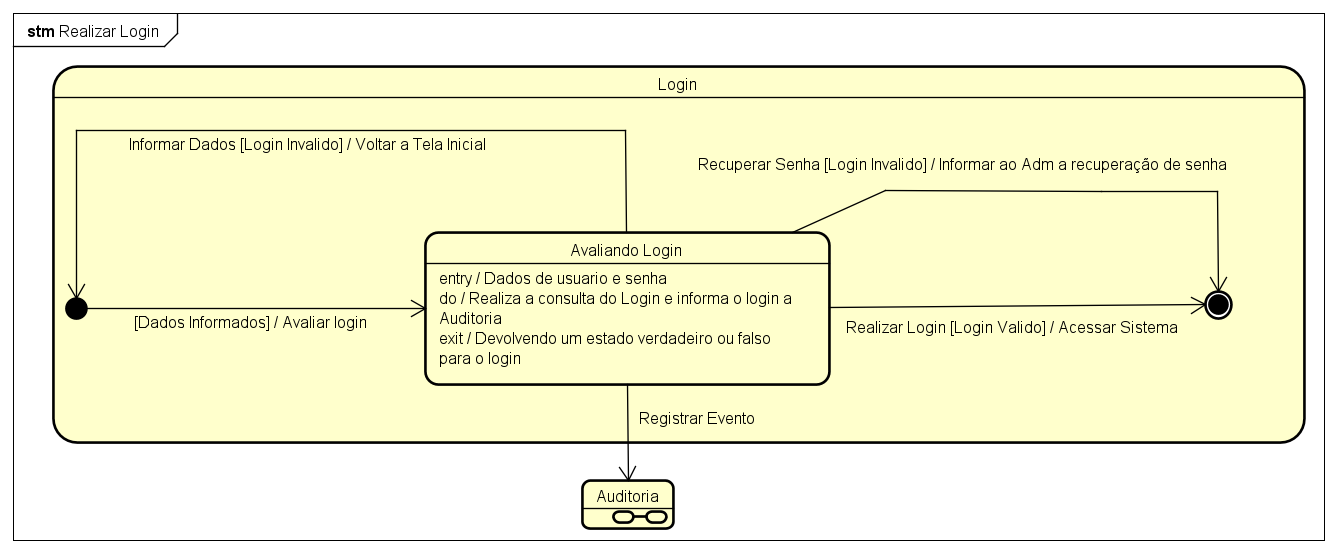 stm Realizar Login
Login
Informar Dados [Login Invalido] / Voltar a Tela Inicial
Recuperar Senha [Login Invalido] / Informar ao Adm a recuperação de senha
Avaliando Login
entry / Dados de usuario e senha
do / Realiza a consulta do Login e informa o login a
Auditoria
exit / Devolvendo um estado verdadeiro ou falso
para o login
[Dados Informados] / Avaliar login
Realizar Login [Login Valido] / Acessar Sistema
Registrar Evento
Auditoria